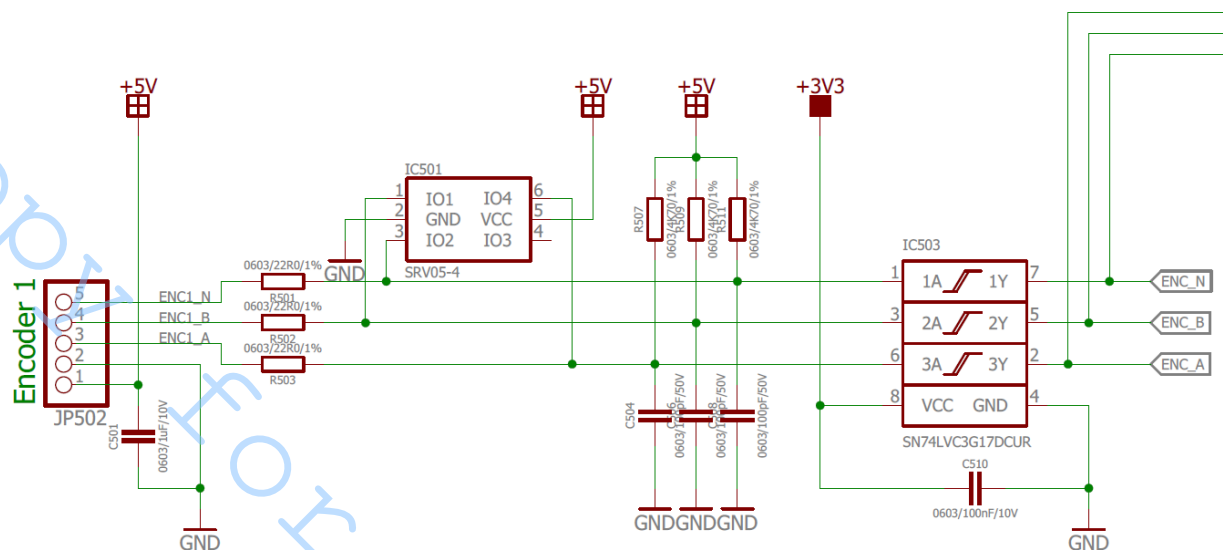 +5V
+5V
+5V
+3V3
IC501
1 IO1 IO4 6
2 GND VCC 5
3 IO2 IO3 4
SRV05-4
GND
R507
0603/4K70/1%
R509
0603/4K70/1%
R511
0603/4K70/1%
IC503
1 1A 1Y 7
3 2A 2Y 5
6 3A 3Y 2
8 VCC GND 4
SN74LVC3G17DCUR
ENC_N
ENC_B
ENC_A
Encoder 1
5
4
3
2
1
JP502
ENC1_N
ENC1_B
ENC1_A
0603/22R0/1%
R501
0603/22R0/1%
R502
0603/22R0/1%
R503
C501
0603/1uF/10V
C504
0603/100pF/50V
C510
0603/100nF/10V
GND
GND
GND
GND
GND
for